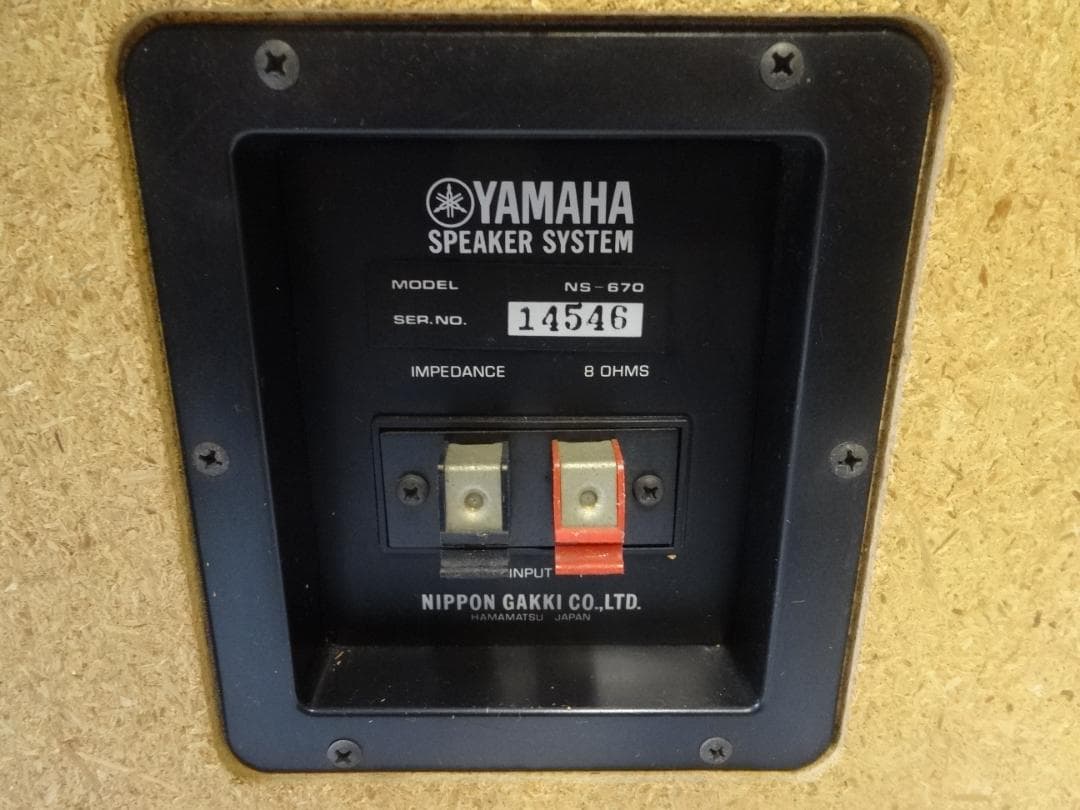 YAMAHA
SPEAKER SYSTEM
MODEL NS-670
SER.NO. 14546
IMPEDANCE 8 OHMS
INPUT
NIPPON GAKKI CO.,LTD.
HAMAMATSU JAPAN